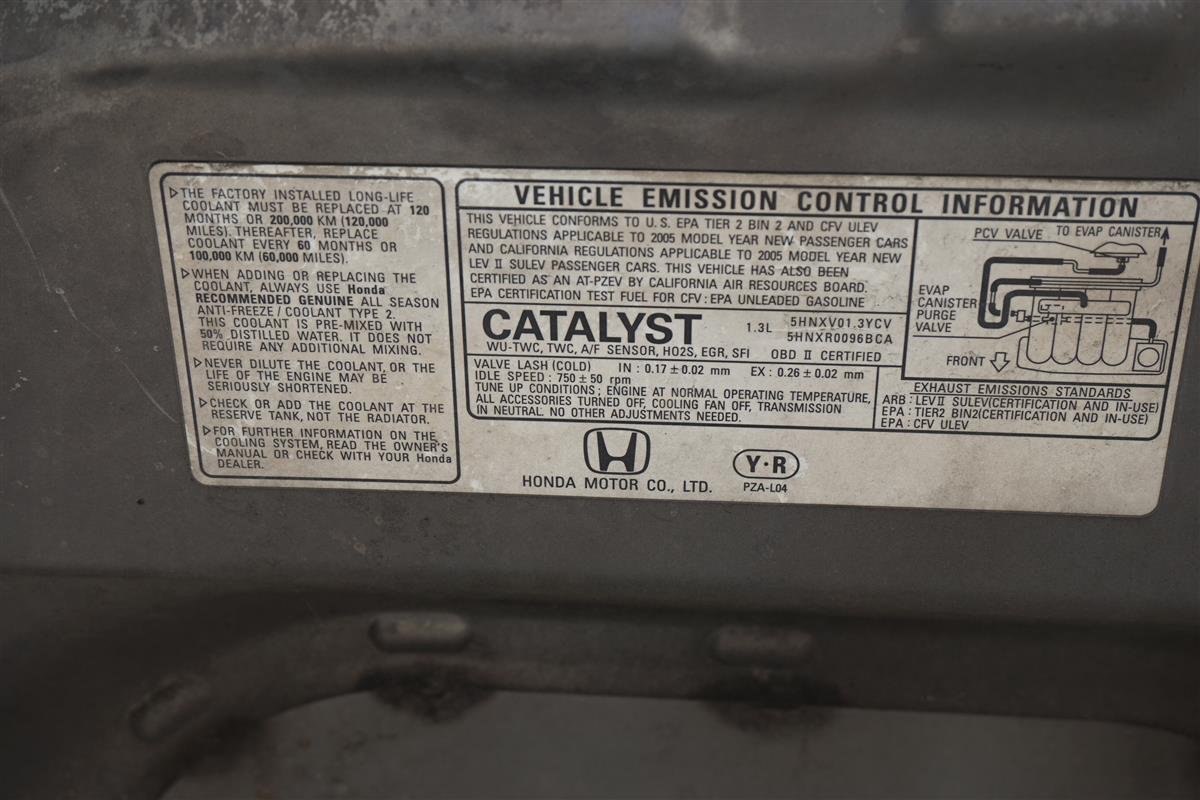 ▷THE FACTORY INSTALLED LONG-LIFE
COOLANT MUST BE REPLACED AT 120
MONTHS OR 200,000 KM (120,000
MILES). THEREAFTER, REPLACE
COOLANT EVERY 60 MONTHS OR
100,000 KM (60,000 MILES).
▷WHEN ADDING OR REPLACING THE
COOLANT, ALWAYS USE Honda
RECOMMENDED GENUINE ALL SEASON
ANTI-FREEZE / COOLANT TYPE 2.
THIS COOLANT IS PRE-MIXED WITH
50% DISTILLED WATER. IT DOES NOT
REQUIRE ANY ADDITIONAL MIXING.
▷NEVER DILUTE THE COOLANT, OR THE
LIFE OF THE ENGINE MAY BE
SERIOUSLY SHORTENED.
▷CHECK OR ADD THE COOLANT AT THE
RESERVE TANK, NOT THE RADIATOR.
▷FOR FURTHER INFORMATION ON THE
COOLING SYSTEM, READ THE OWNER'S
MANUAL OR CHECK WITH YOUR Honda
DEALER.
VEHICLE EMISSION CONTROL INFORMATION
THIS VEHICLE CONFORMS TO U.S. EPA TIER 2 BIN 2 AND CFV ULEV
REGULATIONS APPLICABLE TO 2005 MODEL YEAR NEW PASSENGER CARS
AND CALIFORNIA REGULATIONS APPLICABLE TO 2005 MODEL YEAR NEW
LEV II SULEV PASSENGER CARS. THIS VEHICLE HAS ALSO BEEN
CERTIFIED AS AN AT-PZEV BY CALIFORNIA AIR RESOURCES BOARD.
EPA CERTIFICATION TEST FUEL FOR CFV : EPA UNLEADED GASOLINE
CATALYST 1.3L 5HNXV01.3YCV
5HNXR0096BCA
WU-TWC, TWC, A/F SENSOR, HO2S, EGR, SFI OBD II CERTIFIED
VALVE LASH (COLD) IN : 0.17 ± 0.02 mm EX : 0.26 ± 0.02 mm
IDLE SPEED : 750 ± 50 rpm
TUNE UP CONDITIONS ; ENGINE AT NORMAL OPERATING TEMPERATURE,
ALL ACCESSORIES TURNED OFF, COOLING FAN OFF, TRANSMISSION
IN NEUTRAL. NO OTHER ADJUSTMENTS NEEDED.
PCV VALVE TO EVAP CANISTER
EVAP
CANISTER
PURGE
VALVE
FRONT
EXHAUST EMISSIONS STANDARDS
ARB : LEV II SULEV(CERTIFICATION AND IN-USE)
EPA : TIER2 BIN2(CERTIFICATION AND IN-USE)
EPA : CFV ULEV
HONDA MOTOR CO., LTD.
Y·R
PZA-L04